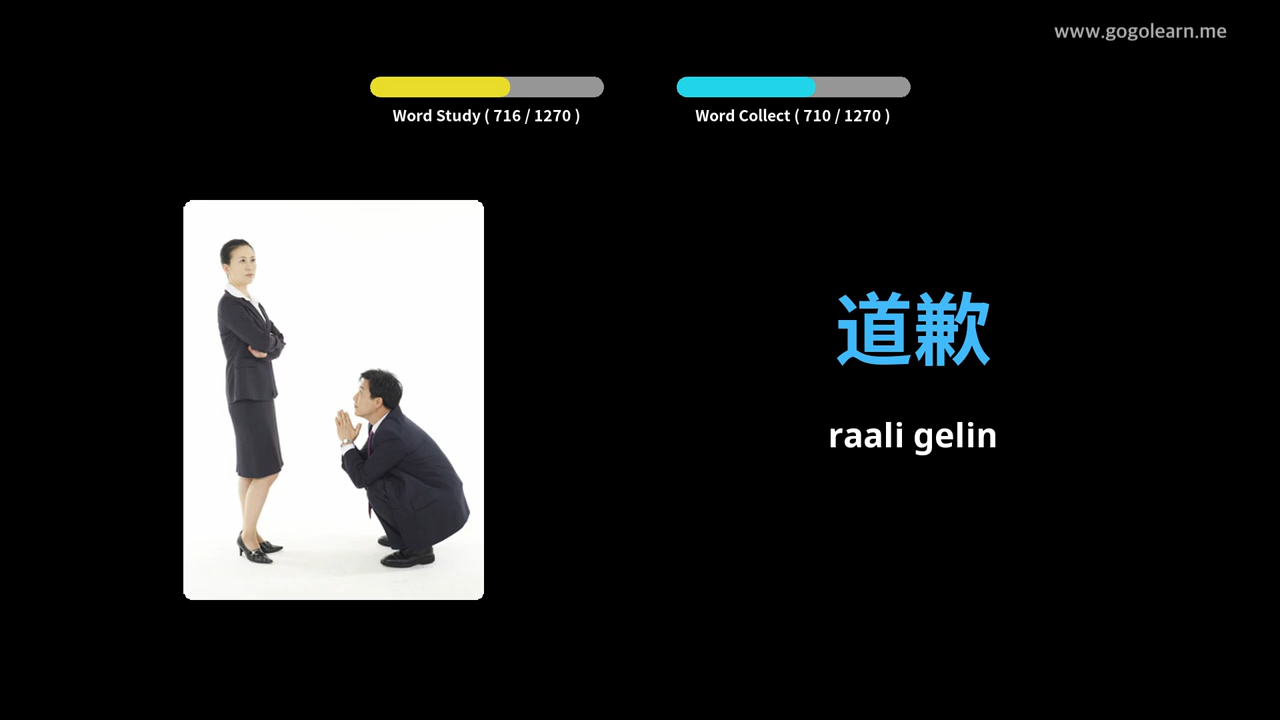 www.gogolearn.me
Word Study ( 716 / 1270 )
Word Collect ( 710 / 1270 )
道歉
raali gelin